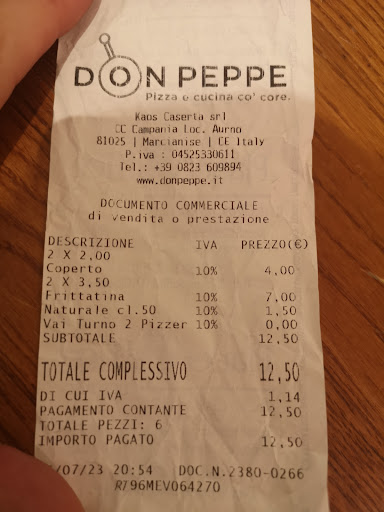 DON PEPPE
Pizza e cucina co' core.
Kaos Caserta srl
CC Campania Loc. Aurno
81025 | Marcianise | CE Italy
P.iva : 04525330611
Tel.: +39 0823 609894
www.donpeppe.it
DOCUMENTO COMMERCIALE
di vendita o prestazione
DESCRIZIONE IVA PREZZO(€)
2 X 2,00
Coperto 10% 4,00
2 X 3,50
Frittatina 10% 7,00
Naturale cl.50 10% 1,50
Vai Turno 2 Pizzer 10% 0,00
SUBTOTALE 12,50
TOTALE COMPLESSIVO 12,50
DI CUI IVA 1,14
PAGAMENTO CONTANTE 12,50
TOTALE PEZZI: 6
IMPORTO PAGATO 12,50
/07/23 20:54 DOC.N.2380-0266
R796MEV064270